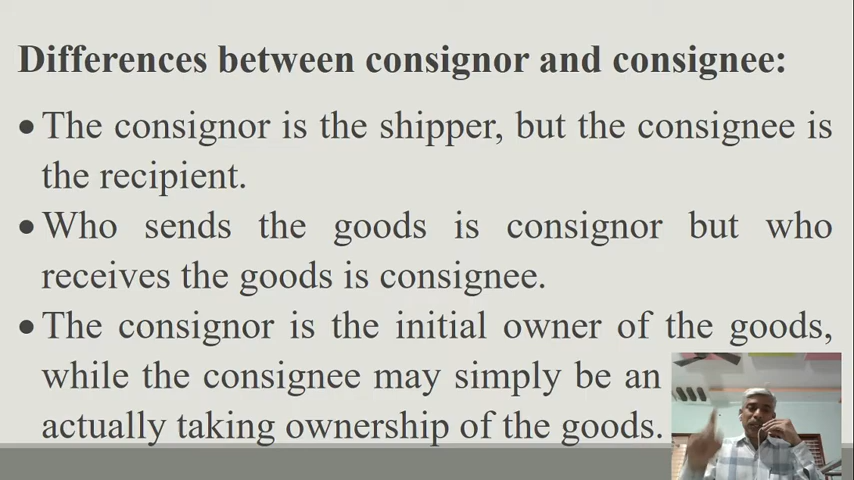 Differences between consignor and consignee:
• The consignor is the shipper, but the consignee is
the recipient.
• Who sends the goods is consignor but who
receives the goods is consignee.
• The consignor is the initial owner of the goods,
while the consignee may simply be an
actually taking ownership of the goods.